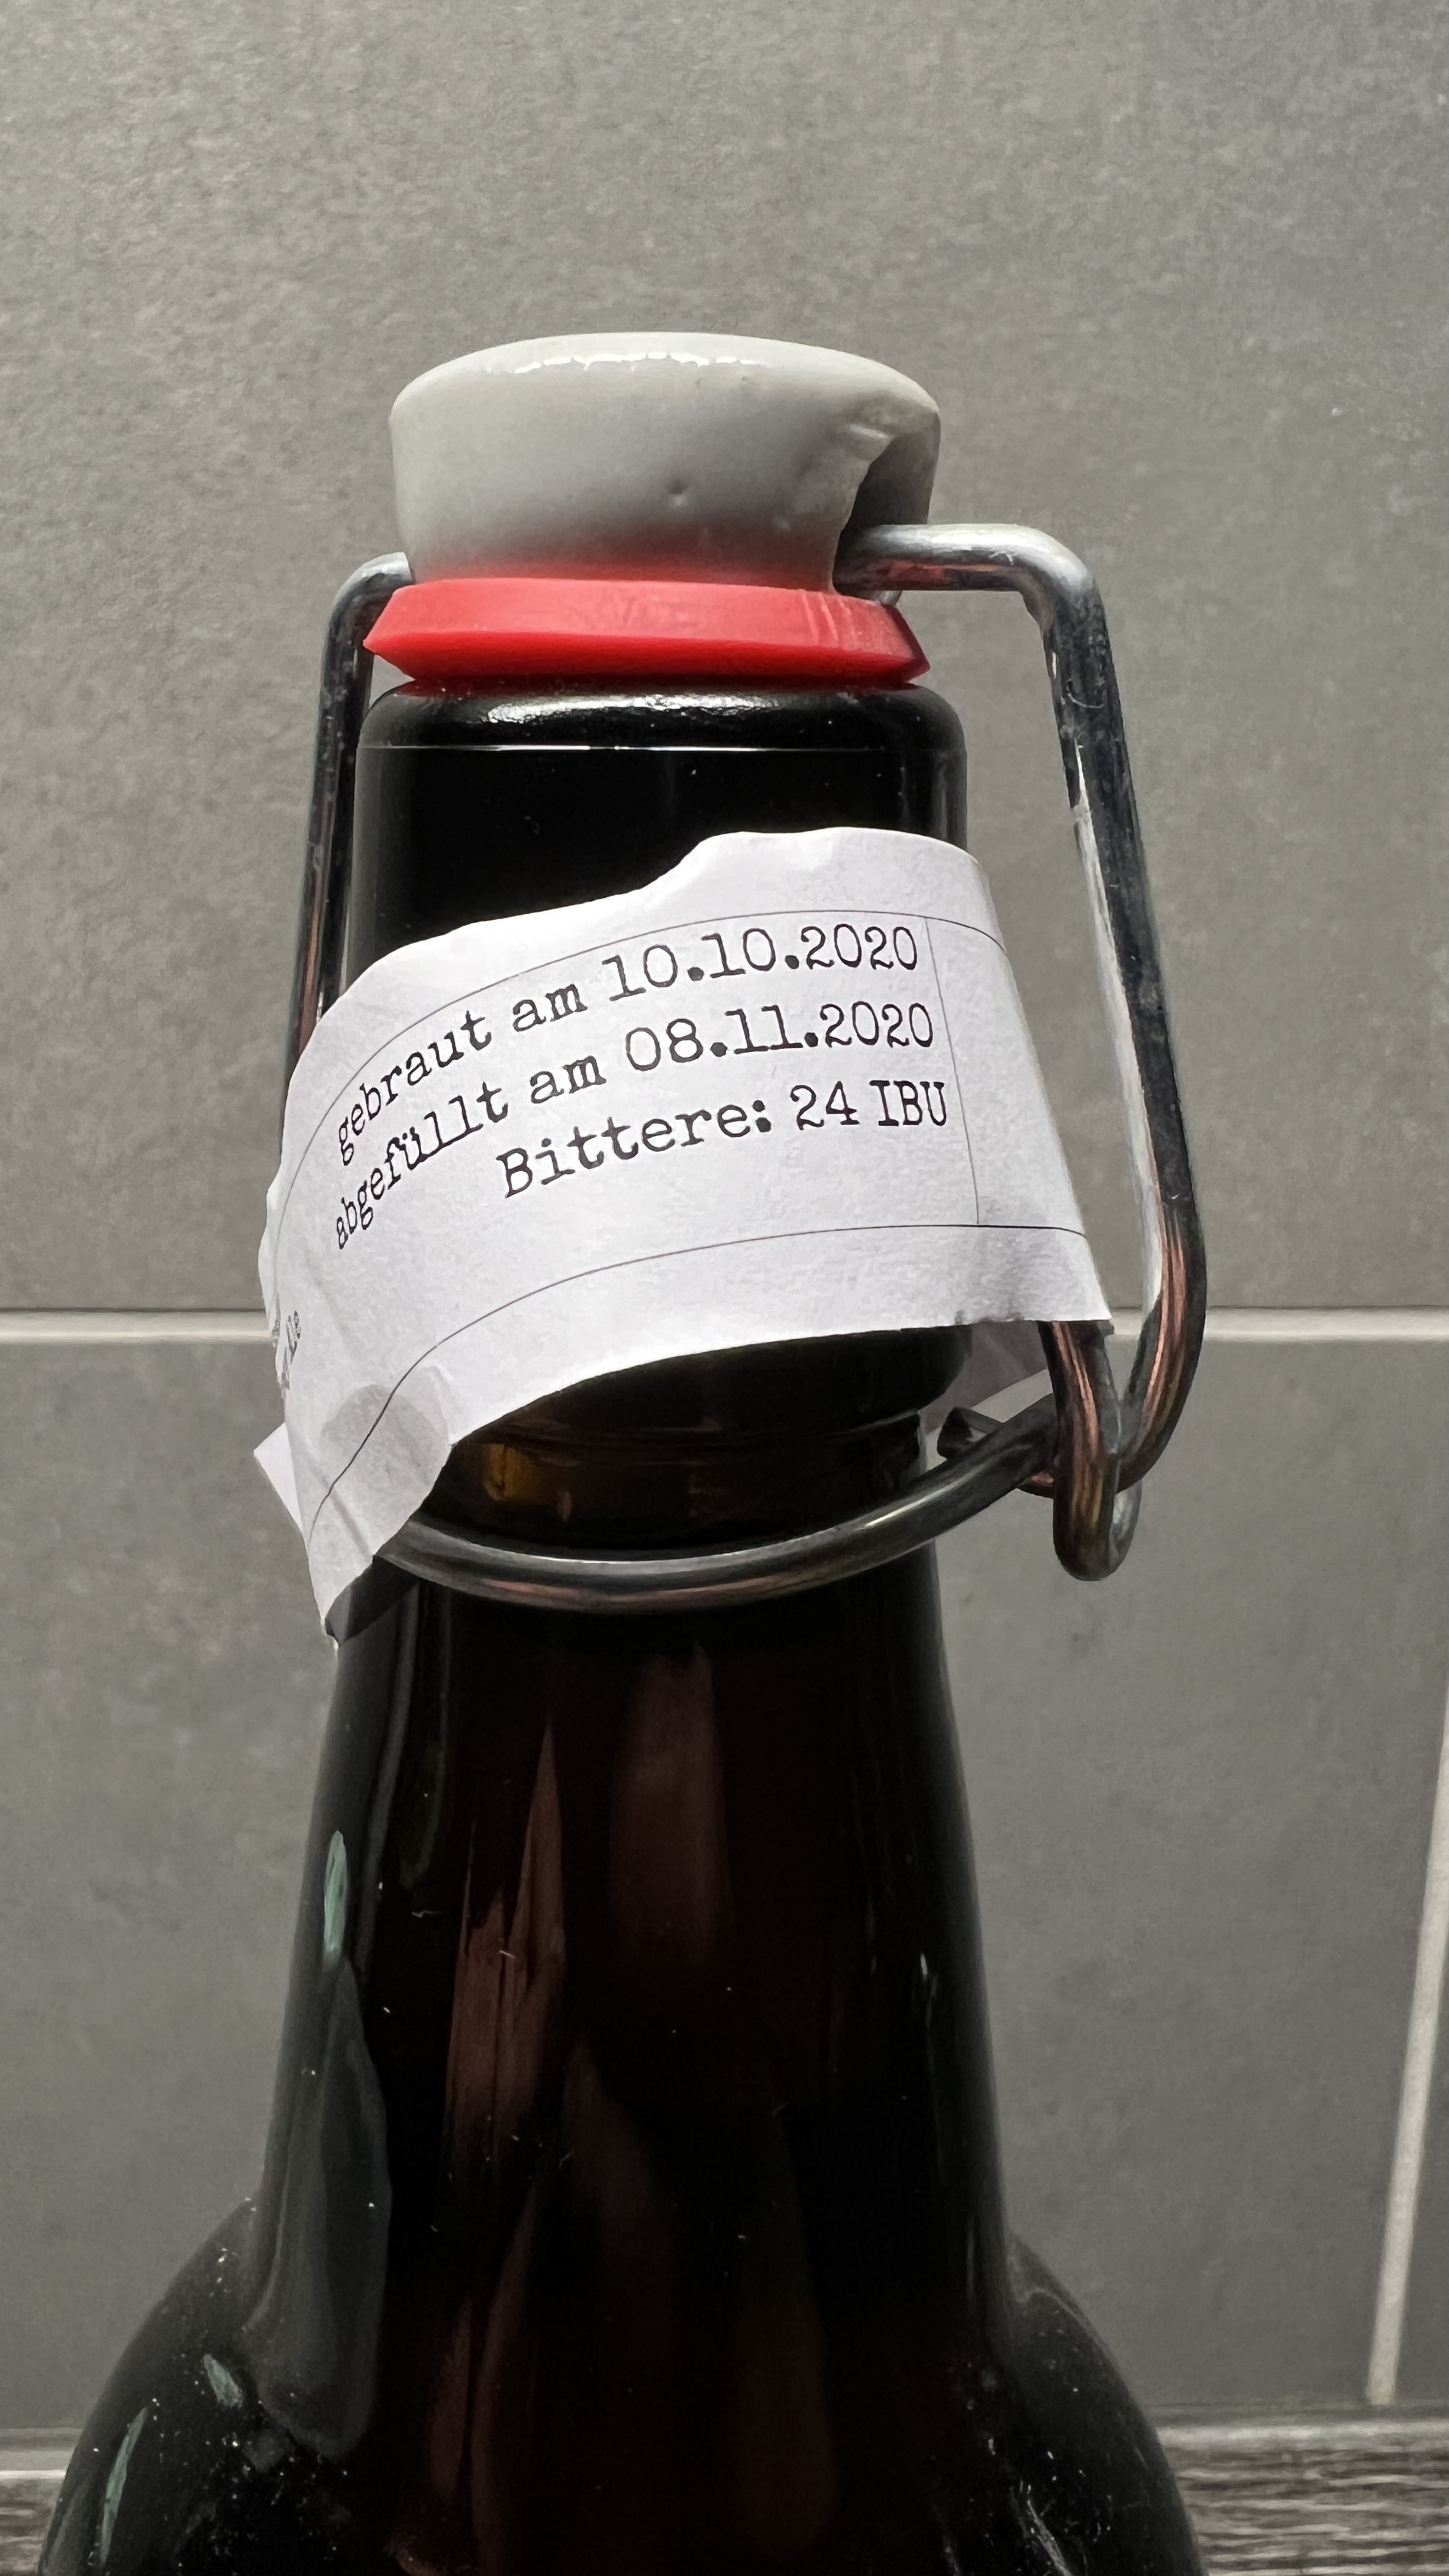 gebraut am 10.10.2020
abgefüllt am 08.11.2020
Bittere: 24 IBU